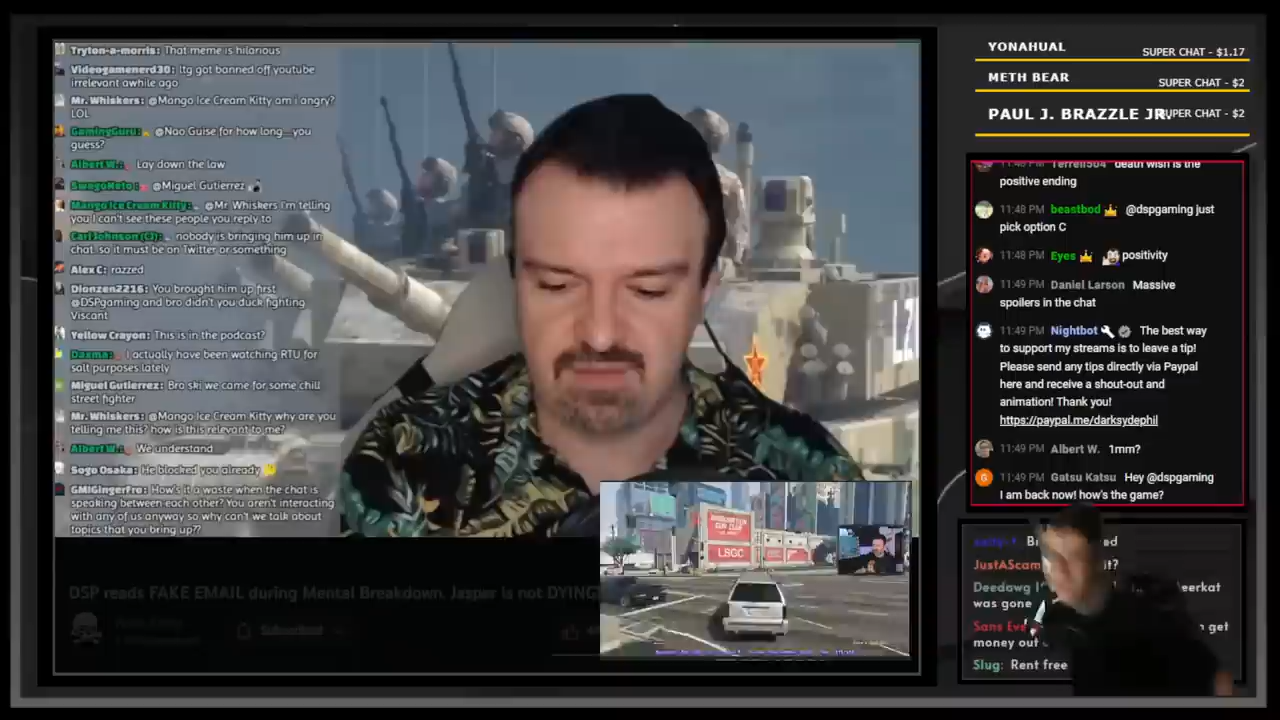 Tryton-a-morris: That meme is hilarious
Videogamenerd30: ltg got banned off youtube
irrelevant awhile ago
Mr. Whiskers: @Mango Ice Cream Kitty am i angry?
LOL
GamingGuru: @Nao Guise for how long...you
guess?
Albert W.: Lay down the law
SwegoKeto: @Miguel Gutierrez
Mango Ice Cream Kitty: @Mr. Whiskers I'm telling
you I can't see these people you reply to
Carl Johnson (CJ): nobody is bringing him up in
chat, so it must be on Twitter or something
Alex C: razzed
Dionzen2216: You brought him up first
@DSPgaming and bro didn't you duck fighting
Viscant
Yellow Crayon: This is in the podcast?
Daxma: I actually have been watching RTU for
salt purposes lately
Miguel Gutierrez: Bro ski we came for some chill
street fighter
Mr. Whiskers: @Mango Ice Cream Kitty why are you
telling me this? how is this relevant to me?
Albert W.: We understand
Sogo Osaka: He blocked you already
GMIGingerFro: How's it a waste when the chat is
speaking between each other? You aren't interacting
with any of us anyway so why can't we talk about
topics that you bring up??
DSP reads FAKE EMAIL during Mental Breakdown. Jasper is not DYING
Subscribed
GUN CLUB
LSGC
YONAHUAL SUPER CHAT - $1.17
METH BEAR SUPER CHAT - $2
PAUL J. BRAZZLE JR. SUPER CHAT - $2
11:48 PM Terrell504 death wish is the
positive ending
11:48 PM beastbod @dspgaming just
pick option C
11:48 PM Eyes positivity
11:49 PM Daniel Larson Massive
spoilers in the chat
11:49 PM Nightbot The best way
to support my streams is to leave a tip!
Please send any tips directly via Paypal
here and receive a shout-out and
animation! Thank you!
https://paypal.me/darksydephil
11:49 PM Albert W. 1mm?
11:49 PM Gatsu Katsu Hey @dspgaming
I am back now! how's the game?
JustAScam it?
Deedawg eerkat
was gone
Sans Eve get
money out
Slug: Rent free